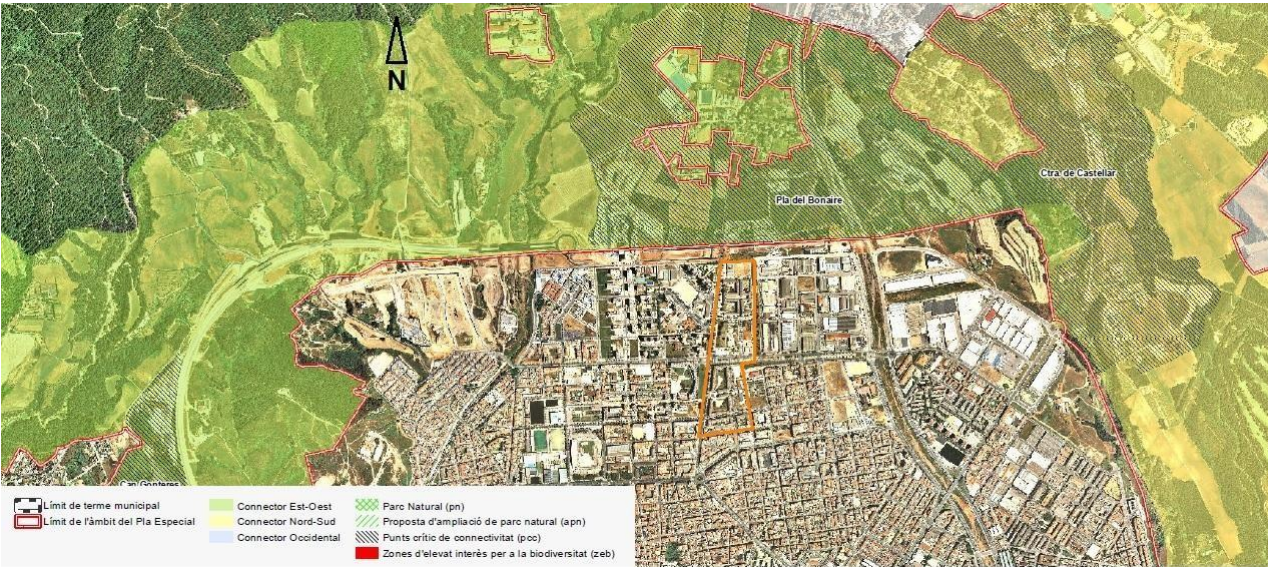 N
Ctra. de Castellar
Pla del Bonaire
Can Gonteres
Límit de terme municipal
Límit de l'àmbit del Pla Especial
Connector Est-Oest
Connector Nord-Sud
Connector Occidental
Parc Natural (pn)
Proposta d'ampliació de parc natural (apn)
Punts crític de connectivitat (pcc)
Zones d'elevat interès per a la biodiversitat (zeb)